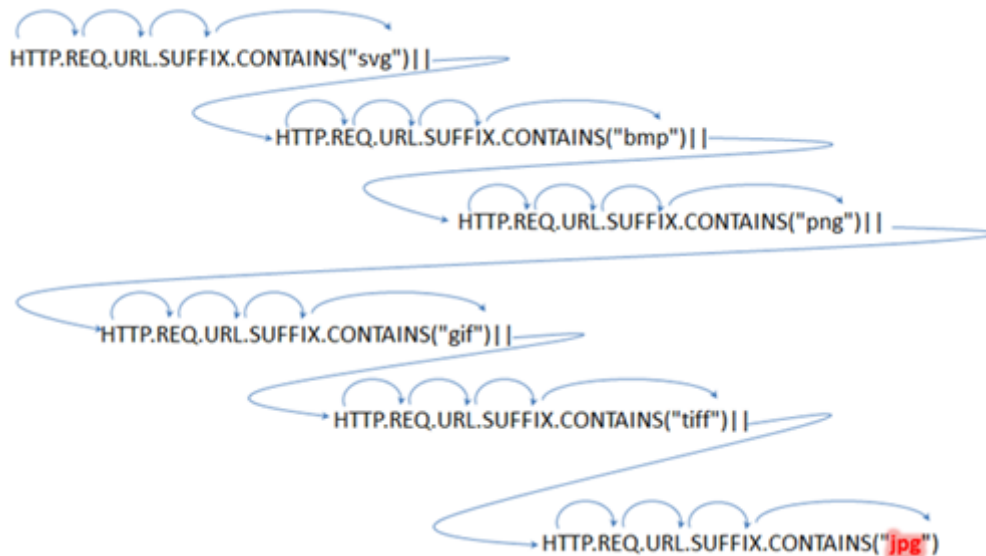 HTTP.REQ.URL.SUFFIX.CONTAINS("svg")||
HTTP.REQ.URL.SUFFIX.CONTAINS("bmp")||
HTTP.REQ.URL.SUFFIX.CONTAINS("png")||
HTTP.REQ.URL.SUFFIX.CONTAINS("gif")||
HTTP.REQ.URL.SUFFIX.CONTAINS("tiff")||
HTTP.REQ.URL.SUFFIX.CONTAINS("jpg")